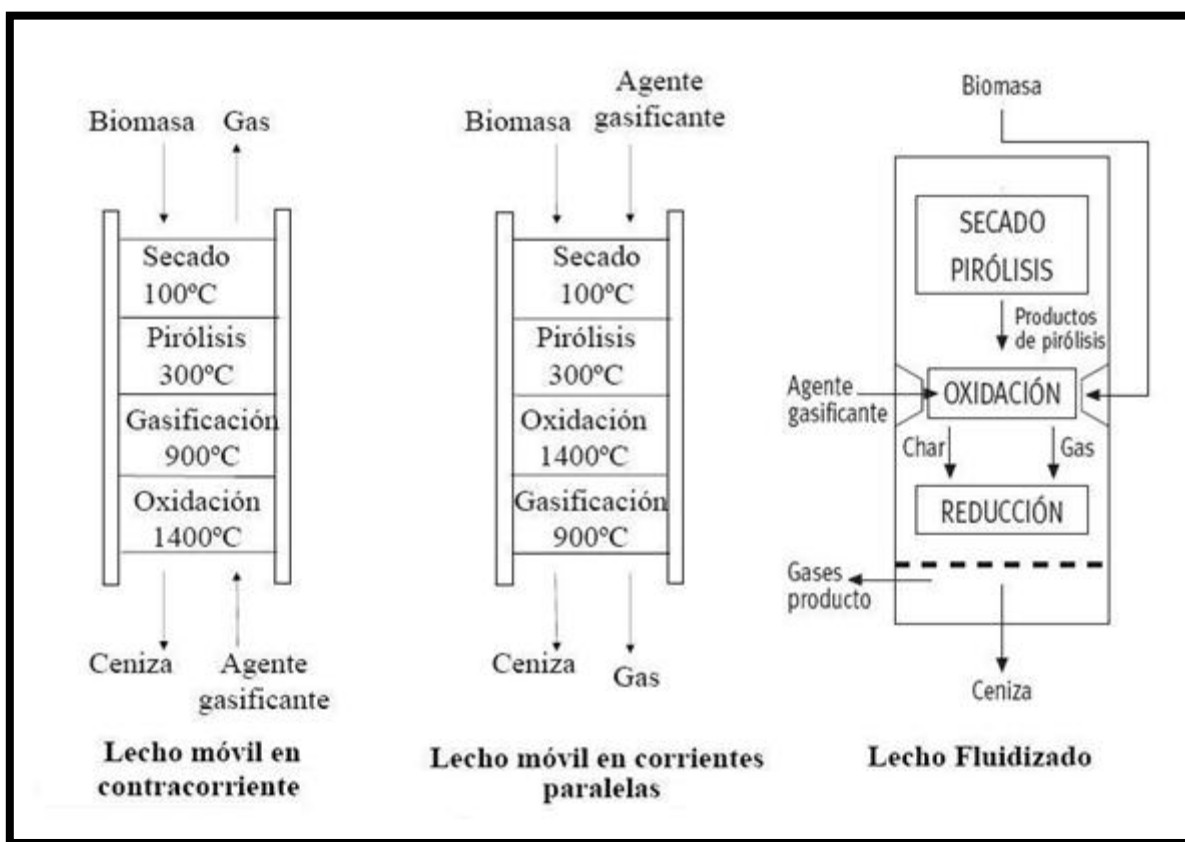 Biomasa
Gas
Secado
100ºC
Pirólisis
300ºC
Gasificación
900ºC
Oxidación
1400ºC
Ceniza
Agente
gasificante
Lecho móvil en
contracorriente
Biomasa
Agente
gasificante
Secado
100ºC
Pirólisis
300ºC
Oxidación
1400ºC
Gasificación
900ºC
Ceniza
Gas
Lecho móvil en corrientes
paralelas
Biomasa
SECADO
PIRÓLISIS
Productos
de pirólisis
Agente
gasificante
OXIDACIÓN
Char
Gas
REDUCCIÓN
Gases
producto
Ceniza
Lecho Fluidizado